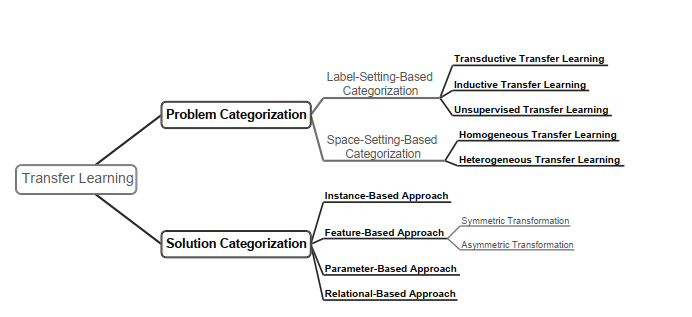 Transfer Learning
Problem Categorization
Label-Setting-Based
Categorization
Transductive Transfer Learning
Inductive Transfer Learning
Unsupervised Transfer Learning
Space-Setting-Based
Categorization
Homogeneous Transfer Learning
Heterogeneous Transfer Learning
Solution Categorization
Instance-Based Approach
Feature-Based Approach
Symmetric Transformation
Asymmetric Transformation
Parameter-Based Approach
Relational-Based Approach